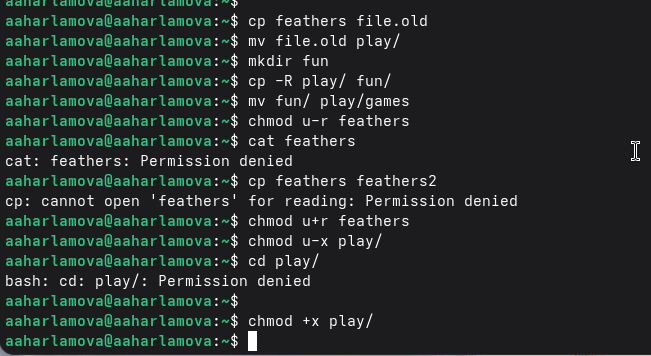 aaharlamova@aaharlamova:~$
aaharlamova@aaharlamova:~$ cp feathers file.old
aaharlamova@aaharlamova:~$ mv file.old play/
aaharlamova@aaharlamova:~$ mkdir fun
aaharlamova@aaharlamova:~$ cp -R play/ fun/
aaharlamova@aaharlamova:~$ mv fun/ play/games
aaharlamova@aaharlamova:~$ chmod u-r feathers
aaharlamova@aaharlamova:~$ cat feathers
cat: feathers: Permission denied
aaharlamova@aaharlamova:~$ cp feathers feathers2
cp: cannot open 'feathers' for reading: Permission denied
aaharlamova@aaharlamova:~$ chmod u+r feathers
aaharlamova@aaharlamova:~$ chmod u-x play/
aaharlamova@aaharlamova:~$ cd play/
bash: cd: play/: Permission denied
aaharlamova@aaharlamova:~$
aaharlamova@aaharlamova:~$ chmod +x play/
aaharlamova@aaharlamova:~$